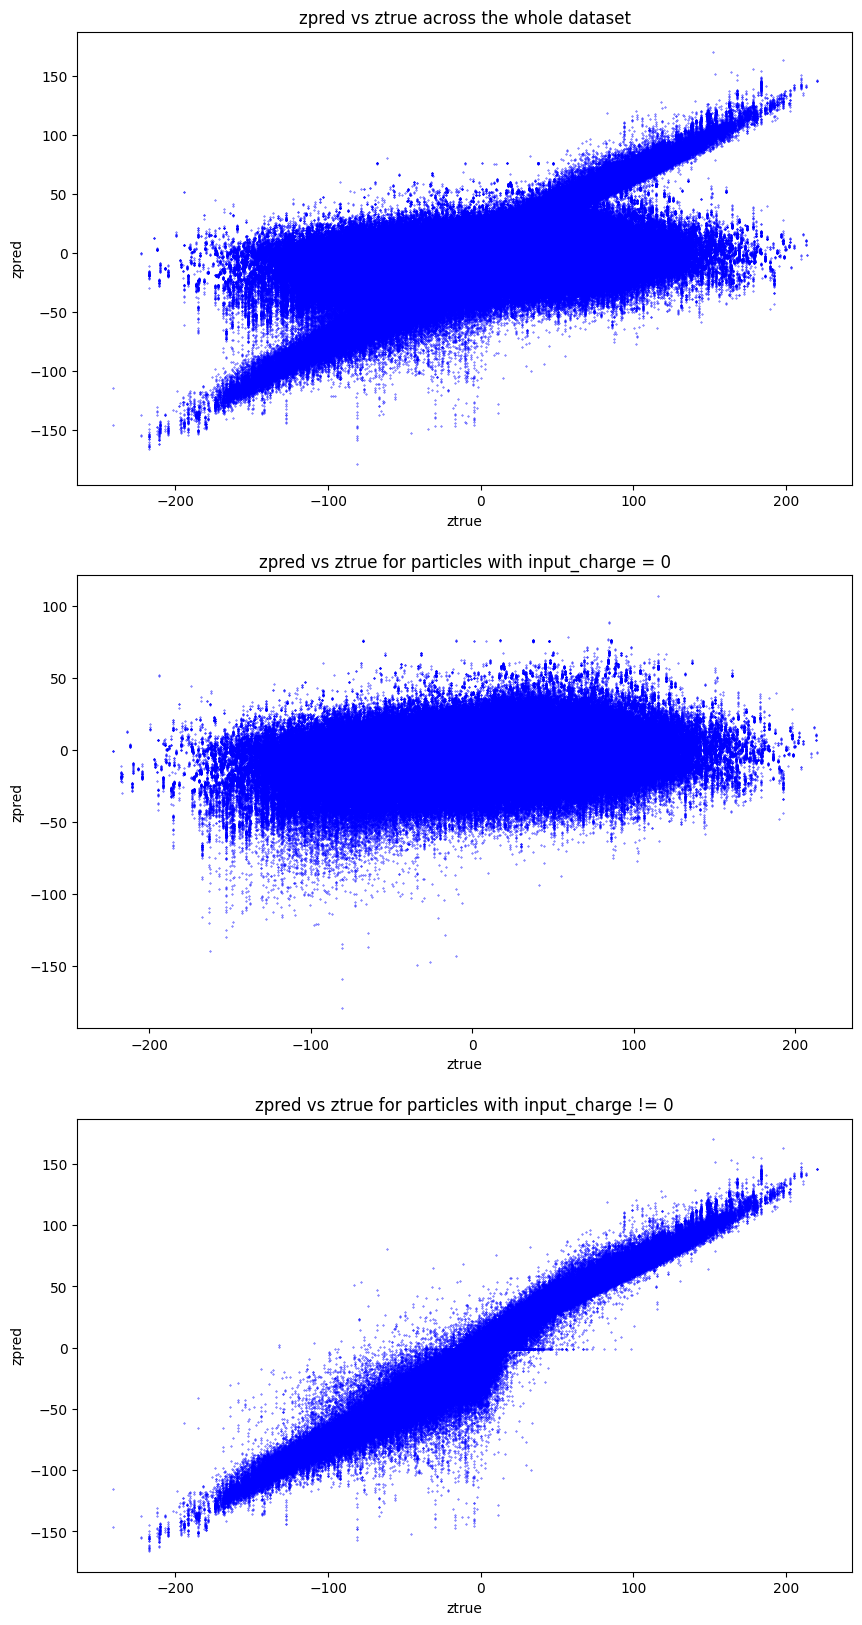 zpred vs ztrue across the whole dataset
150
100
50
0
−50
−100
−150
zpred
−200 −100 0 100 200
ztrue
zpred vs ztrue for particles with input_charge = 0
100
50
0
−50
−100
−150
zpred
−200 −100 0 100 200
ztrue
zpred vs ztrue for particles with input_charge != 0
150
100
50
0
−50
−100
−150
zpred
−200 −100 0 100 200
ztrue